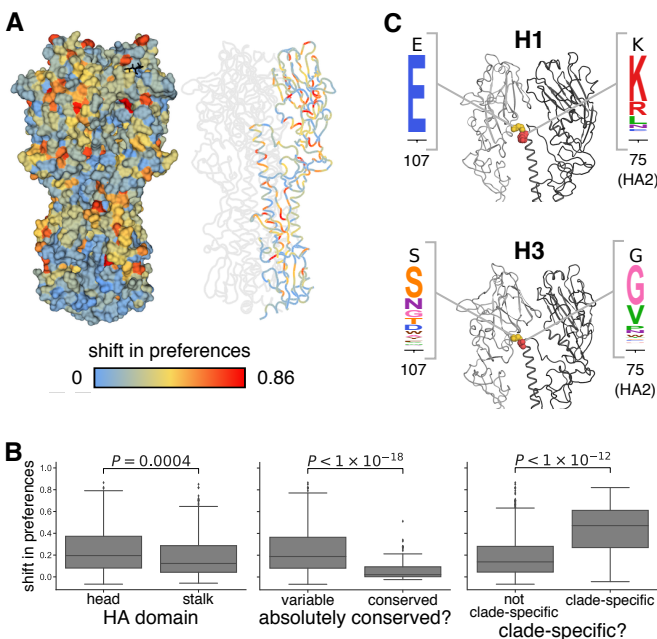 A
shift in preferences
0 0.86
C
H1
E
E
107
K
K
R
L
N
75
(HA2)
H3
S
S
N
G
T
D
107
G
G
V
75
(HA2)
B
P = 0.0004
P < 1 × 10⁻¹⁸
P < 1 × 10⁻¹²
shift in preferences
1.0
0.8
0.6
0.4
0.2
0.0
head stalk
HA domain
variable conserved
absolutely conserved?
not clade-specific clade-specific
clade-specific?